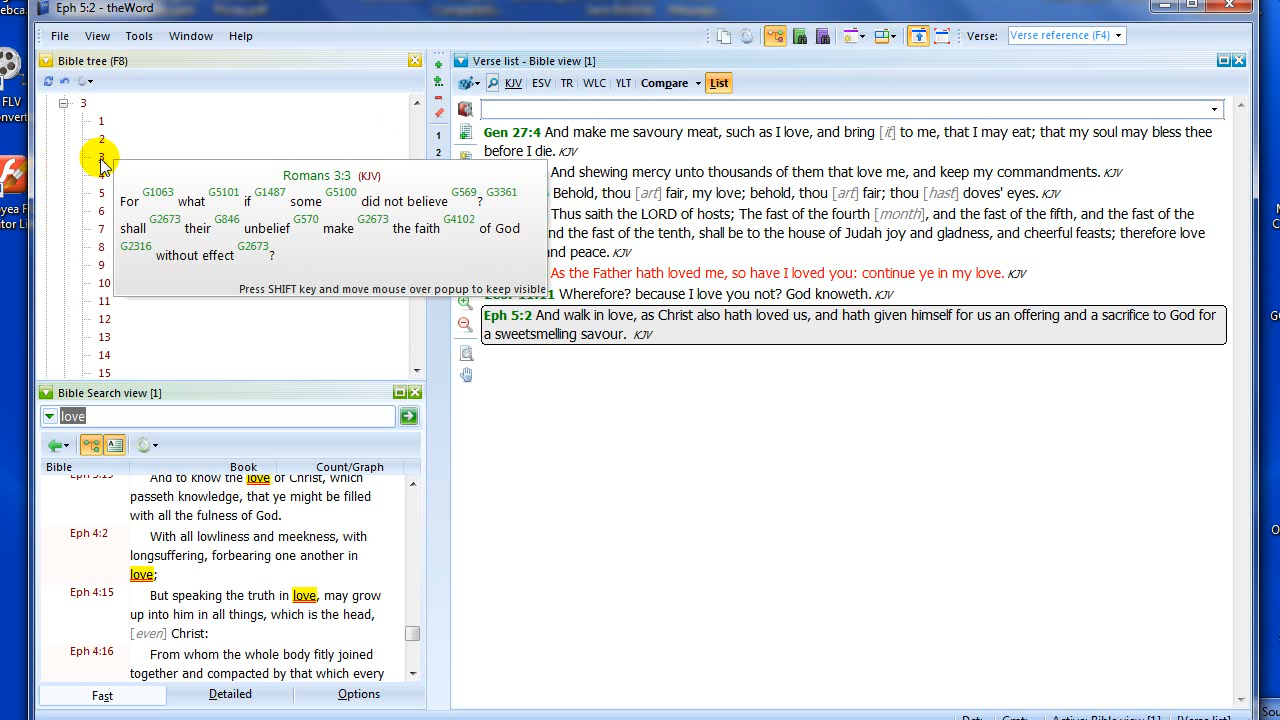 Eph 5:2 - theWord
File View Tools Window Help
Verse: Verse reference (F4)
Bible tree (F8)
3
1
2
3
5
6
7
8
9
10
11
12
13
14
15
Romans 3:3 (KJV)
G1063 G5101 G1487 G5100 G569 G3361
For what if some did not believe ?
G2673 G846 G570 G2673 G4102
shall their unbelief make the faith of God
G2316 G2673
without effect ?
Press SHIFT key and move mouse over popup to keep visible
1
2
Bible Search view [1]
love
Bible Book Count/Graph
And to know the love of Christ, which
passeth knowledge, that ye might be filled
with all the fulness of God.
Eph 4:2 With all lowliness and meekness, with
longsuffering, forbearing one another in
love;
Eph 4:15 But speaking the truth in love, may grow
up into him in all things, which is the head,
[even] Christ:
Eph 4:16 From whom the whole body fitly joined
together and compacted by that which every
Fast Detailed Options
Verse list - Bible view [1]
KJV ESV TR WLC YLT Compare List
Gen 27:4 And make me savoury meat, such as I love, and bring [it] to me, that I may eat; that my soul may bless thee
before I die. KJV
And shewing mercy unto thousands of them that love me, and keep my commandments. KJV
Behold, thou [art] fair, my love; behold, thou [art] fair; thou [hast] doves' eyes. KJV
Thus saith the LORD of hosts; The fast of the fourth [month], and the fast of the fifth, and the fast of the
and the fast of the tenth, shall be to the house of Judah joy and gladness, and cheerful feasts; therefore love
and peace. KJV
As the Father hath loved me, so have I loved you: continue ye in my love. KJV
11:11 Wherefore? because I love you not? God knoweth. KJV
Eph 5:2 And walk in love, as Christ also hath loved us, and hath given himself for us an offering and a sacrifice to God for
a sweetsmelling savour. KJV
Active: Bible view [1] [Verse list]
FLV